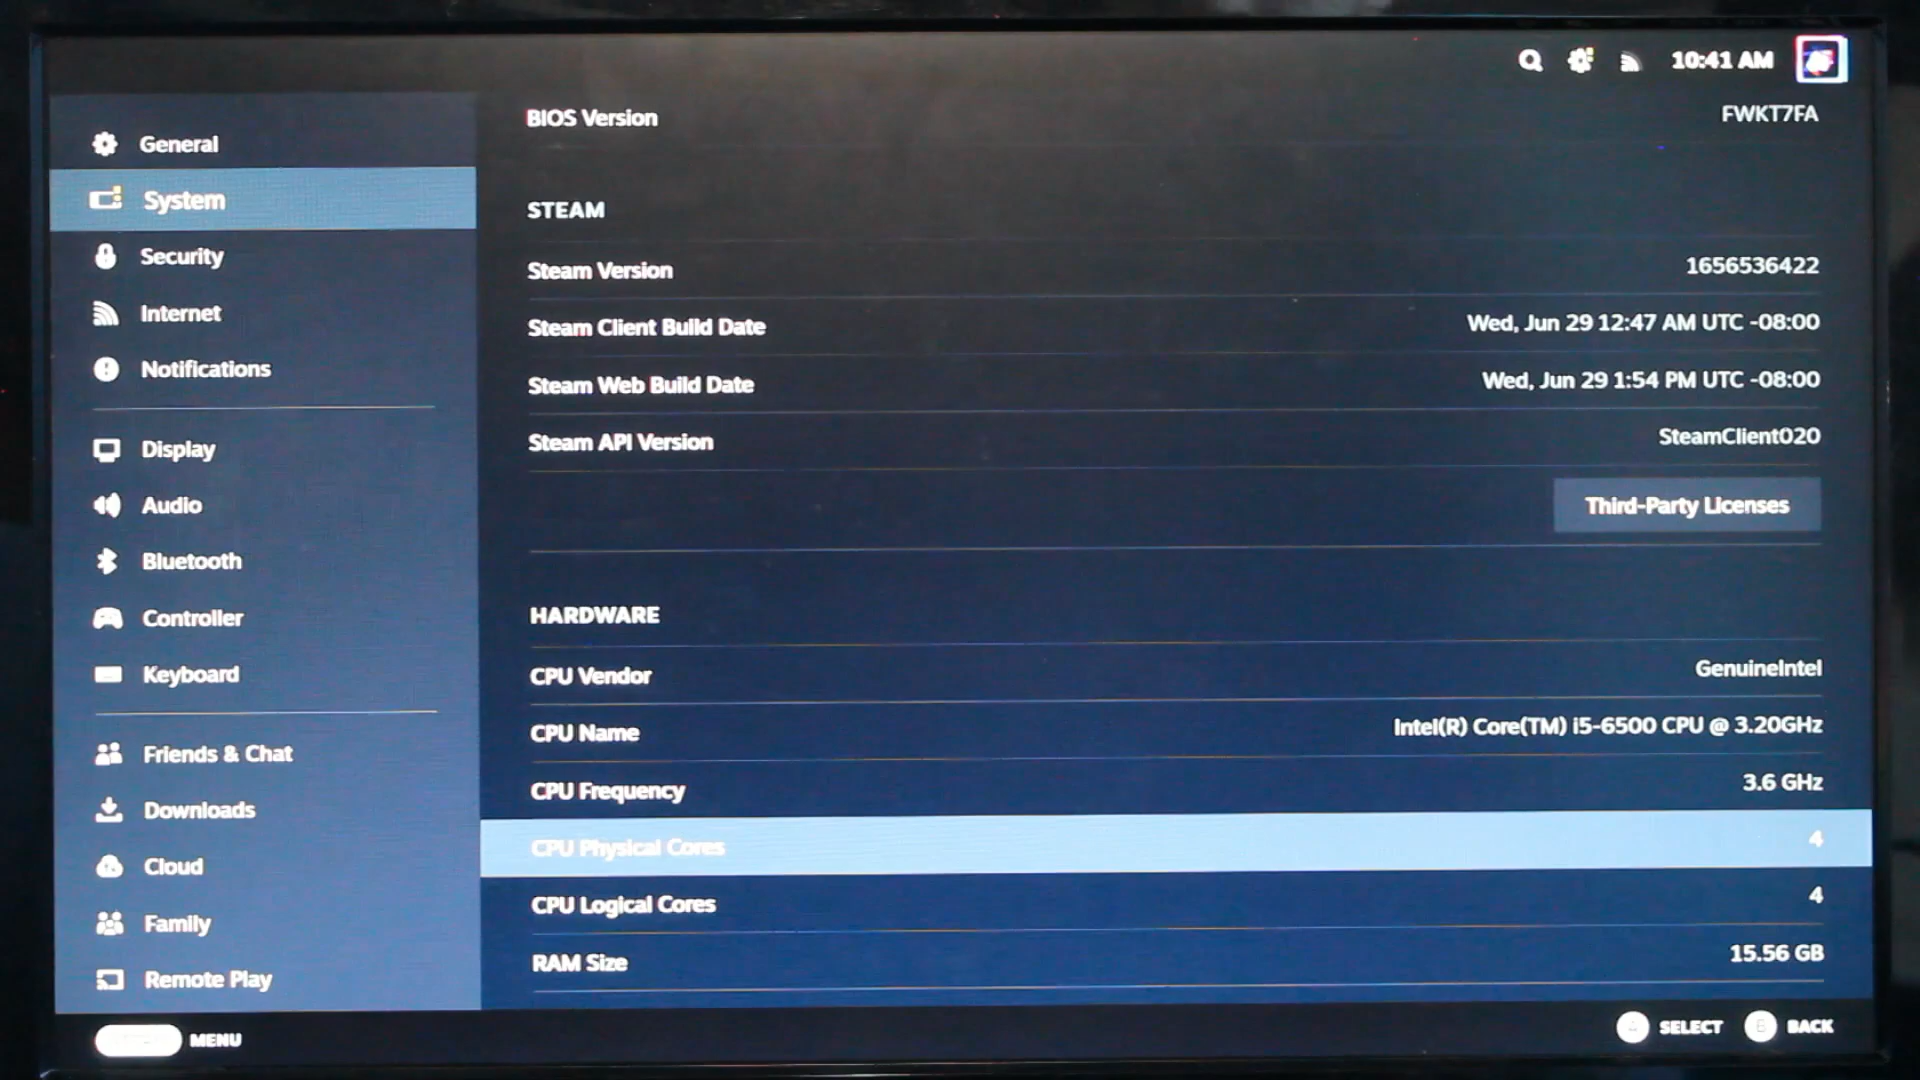 10:41 AM
General
System
Security
Internet
Notifications
Display
Audio
Bluetooth
Controller
Keyboard
Friends & Chat
Downloads
Cloud
Family
Remote Play
BIOS Version FWKT7FA
STEAM
Steam Version 1656536422
Steam Client Build Date Wed, Jun 29 12:47 AM UTC -08:00
Steam Web Build Date Wed, Jun 29 1:54 PM UTC -08:00
Steam API Version SteamClient020
Third-Party Licenses
HARDWARE
CPU Vendor GenuineIntel
CPU Name Intel(R) Core(TM) i5-6500 CPU @ 3.20GHz
CPU Frequency 3.6 GHz
CPU Physical Cores 4
CPU Logical Cores 4
RAM Size 15.56 GB
MENU
A SELECT B BACK